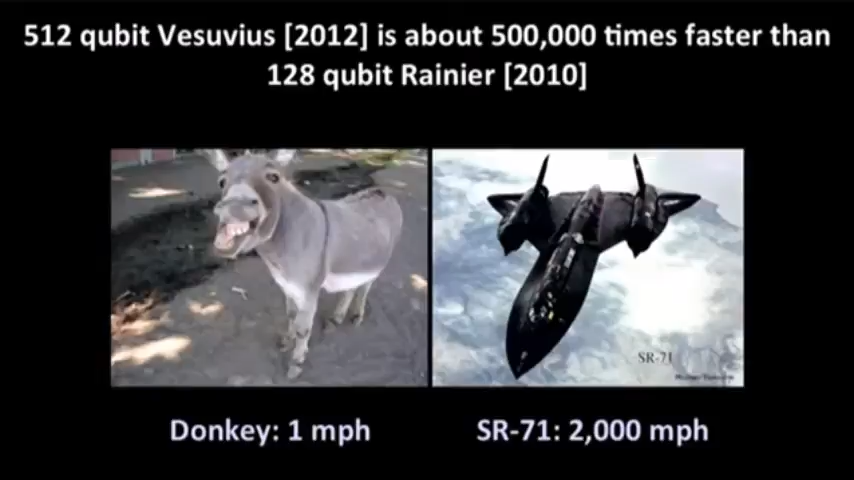 512 qubit Vesuvius [2012] is about 500,000 times faster than
128 qubit Rainier [2010]
SR-71
Donkey: 1 mph
SR-71: 2,000 mph